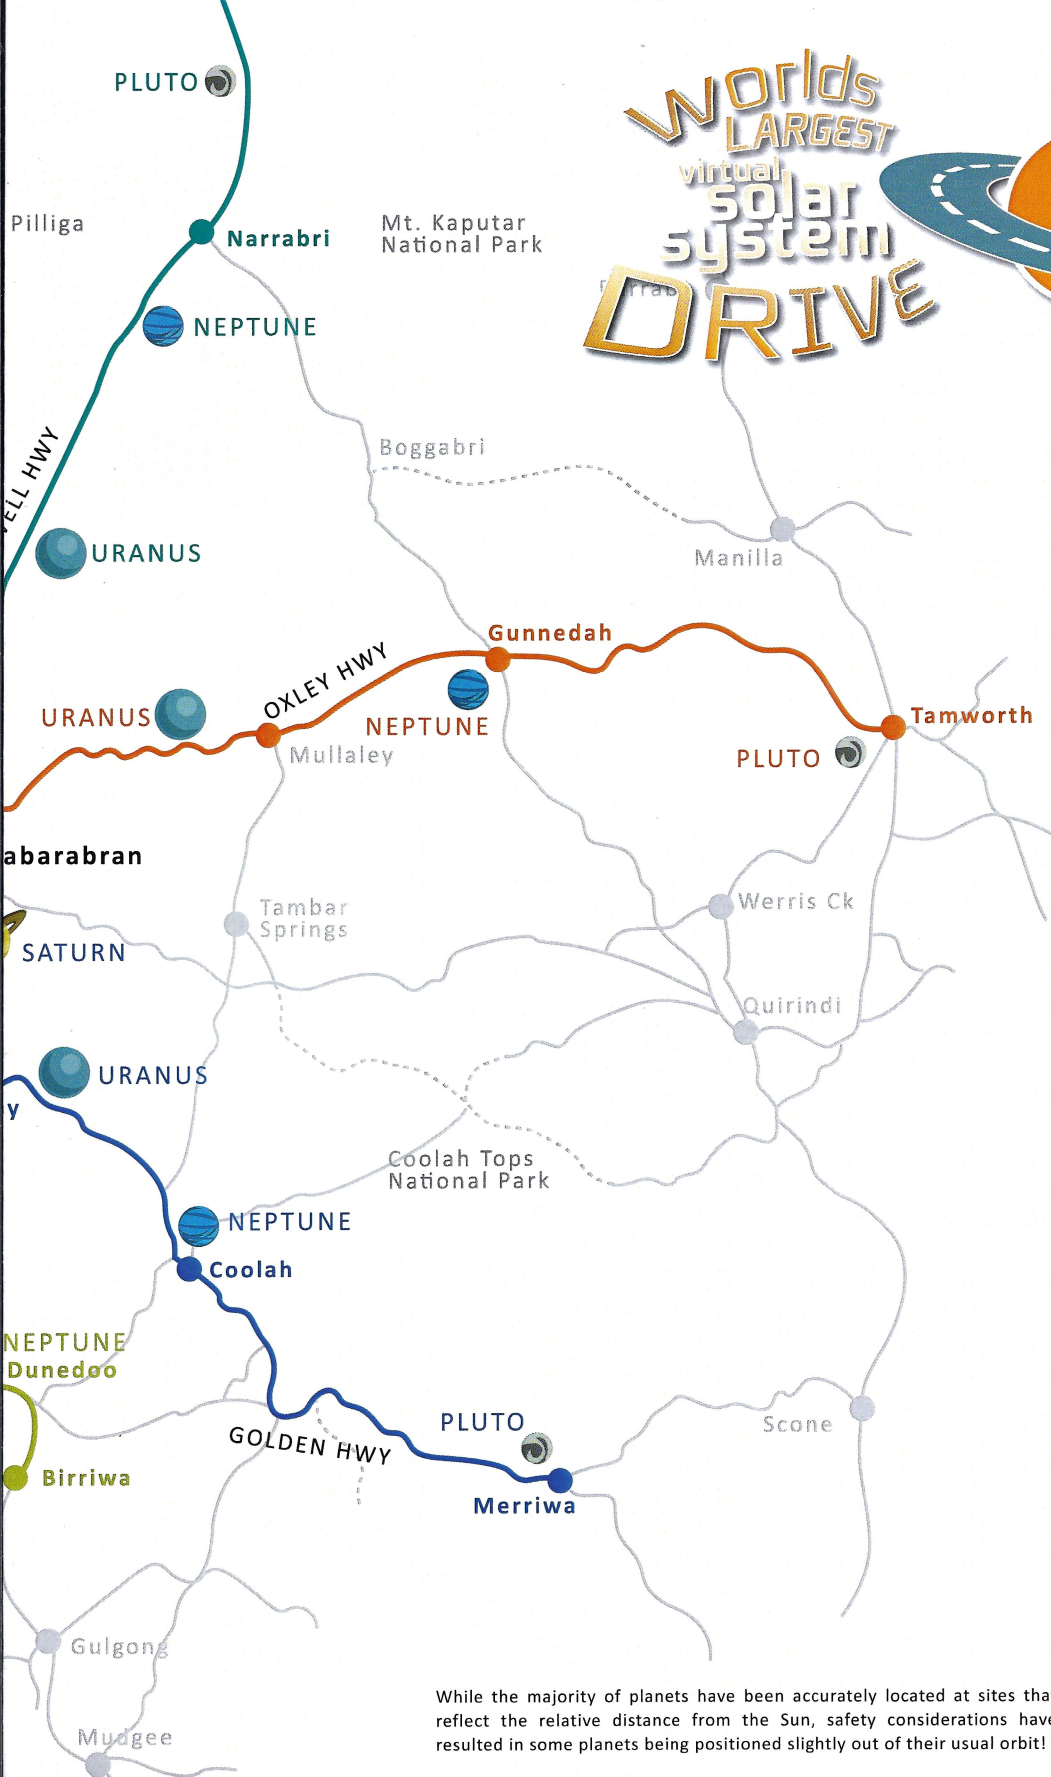 PLUTO
Worlds
LARGEST
virtual
solar
system
DRIVE
Pilliga
Narrabri
Mt. Kaputar
National Park
NEPTUNE
Boggabri
URANUS
Manilla
Gunnedah
OXLEY HWY
URANUS
NEPTUNE
Mullaley
Tamworth
PLUTO
abarabran
Tambar
Springs
Werris Ck
SATURN
Quirindi
URANUS
y
Coolah Tops
National Park
NEPTUNE
Coolah
NEPTUNE
Dunedoo
GOLDEN HWY
PLUTO
Scone
Birriwa
Merriwa
Gulgong
Mudgee
While the majority of planets have been accurately located at sites tha
reflect the relative distance from the Sun, safety considerations have
resulted in some planets being positioned slightly out of their usual orbit!
ELL HWY